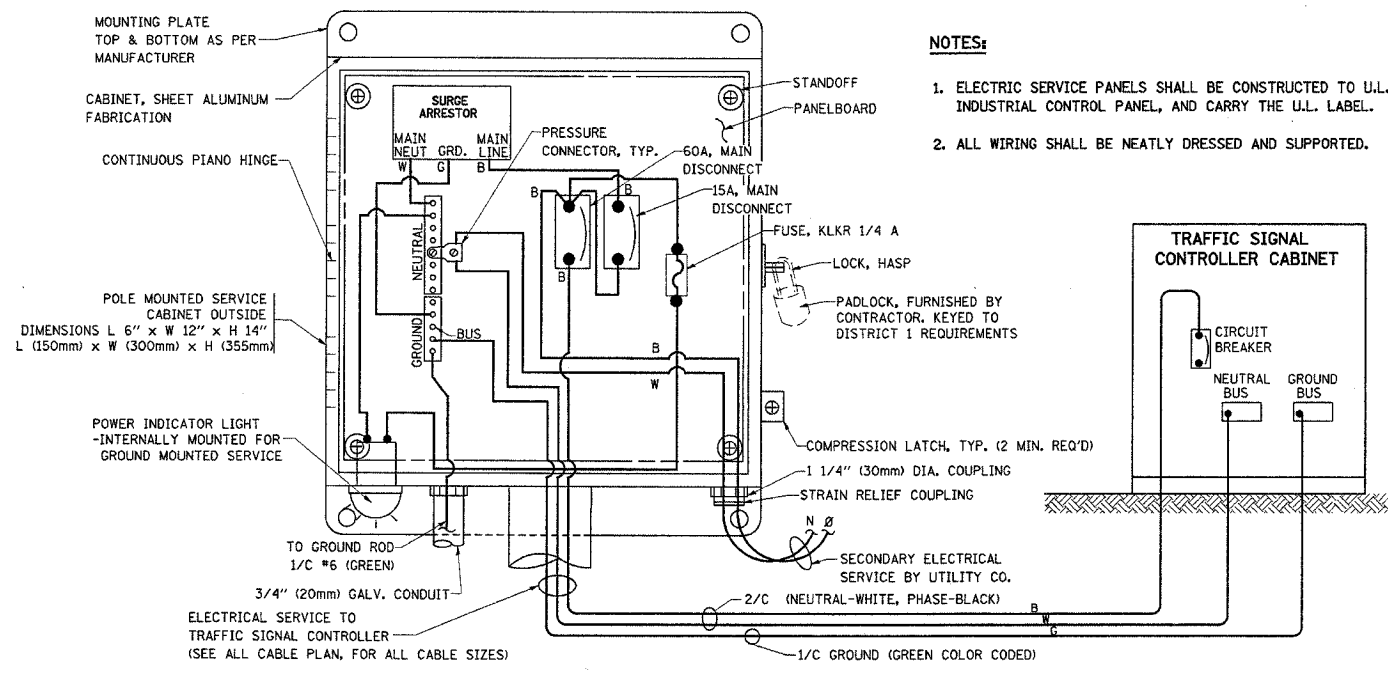 MOUNTING PLATE
TOP & BOTTOM AS PER
MANUFACTURER
CABINET, SHEET ALUMINUM
FABRICATION
CONTINUOUS PIANO HINGE
POLE MOUNTED SERVICE
CABINET OUTSIDE
DIMENSIONS L 6" x W 12" x H 14"
L (150mm) x W (300mm) x H (355mm)
POWER INDICATOR LIGHT
-INTERNALLY MOUNTED FOR
GROUND MOUNTED SERVICE
SURGE
ARRESTOR
MAIN
NEUT
GRD.
MAIN
LINE
W
G
B
PRESSURE
CONNECTOR, TYP.
STANDOFF
PANELBOARD
60A, MAIN
DISCONNECT
15A, MAIN
DISCONNECT
B
B
B
FUSE, KLKR 1/4 A
NEUTRAL
GROUND
BUS
B
W
LOCK, HASP
PADLOCK, FURNISHED BY
CONTRACTOR. KEYED TO
DISTRICT 1 REQUIREMENTS
COMPRESSION LATCH, TYP. (2 MIN. REQ'D)
1 1/4" (30mm) DIA. COUPLING
STRAIN RELIEF COUPLING
N Ø
SECONDARY ELECTRICAL
SERVICE BY UTILITY CO.
TO GROUND ROD
1/C #6 (GREEN)
3/4" (20mm) GALV. CONDUIT
ELECTRICAL SERVICE TO
TRAFFIC SIGNAL CONTROLLER
(SEE ALL CABLE PLAN, FOR ALL CABLE SIZES)
2/C (NEUTRAL-WHITE, PHASE-BLACK)
B
W
G
1/C GROUND (GREEN COLOR CODED)
NOTES:
1. ELECTRIC SERVICE PANELS SHALL BE CONSTRUCTED TO U.L.
INDUSTRIAL CONTROL PANEL, AND CARRY THE U.L. LABEL.
2. ALL WIRING SHALL BE NEATLY DRESSED AND SUPPORTED.
TRAFFIC SIGNAL
CONTROLLER CABINET
CIRCUIT
BREAKER
NEUTRAL
BUS
GROUND
BUS